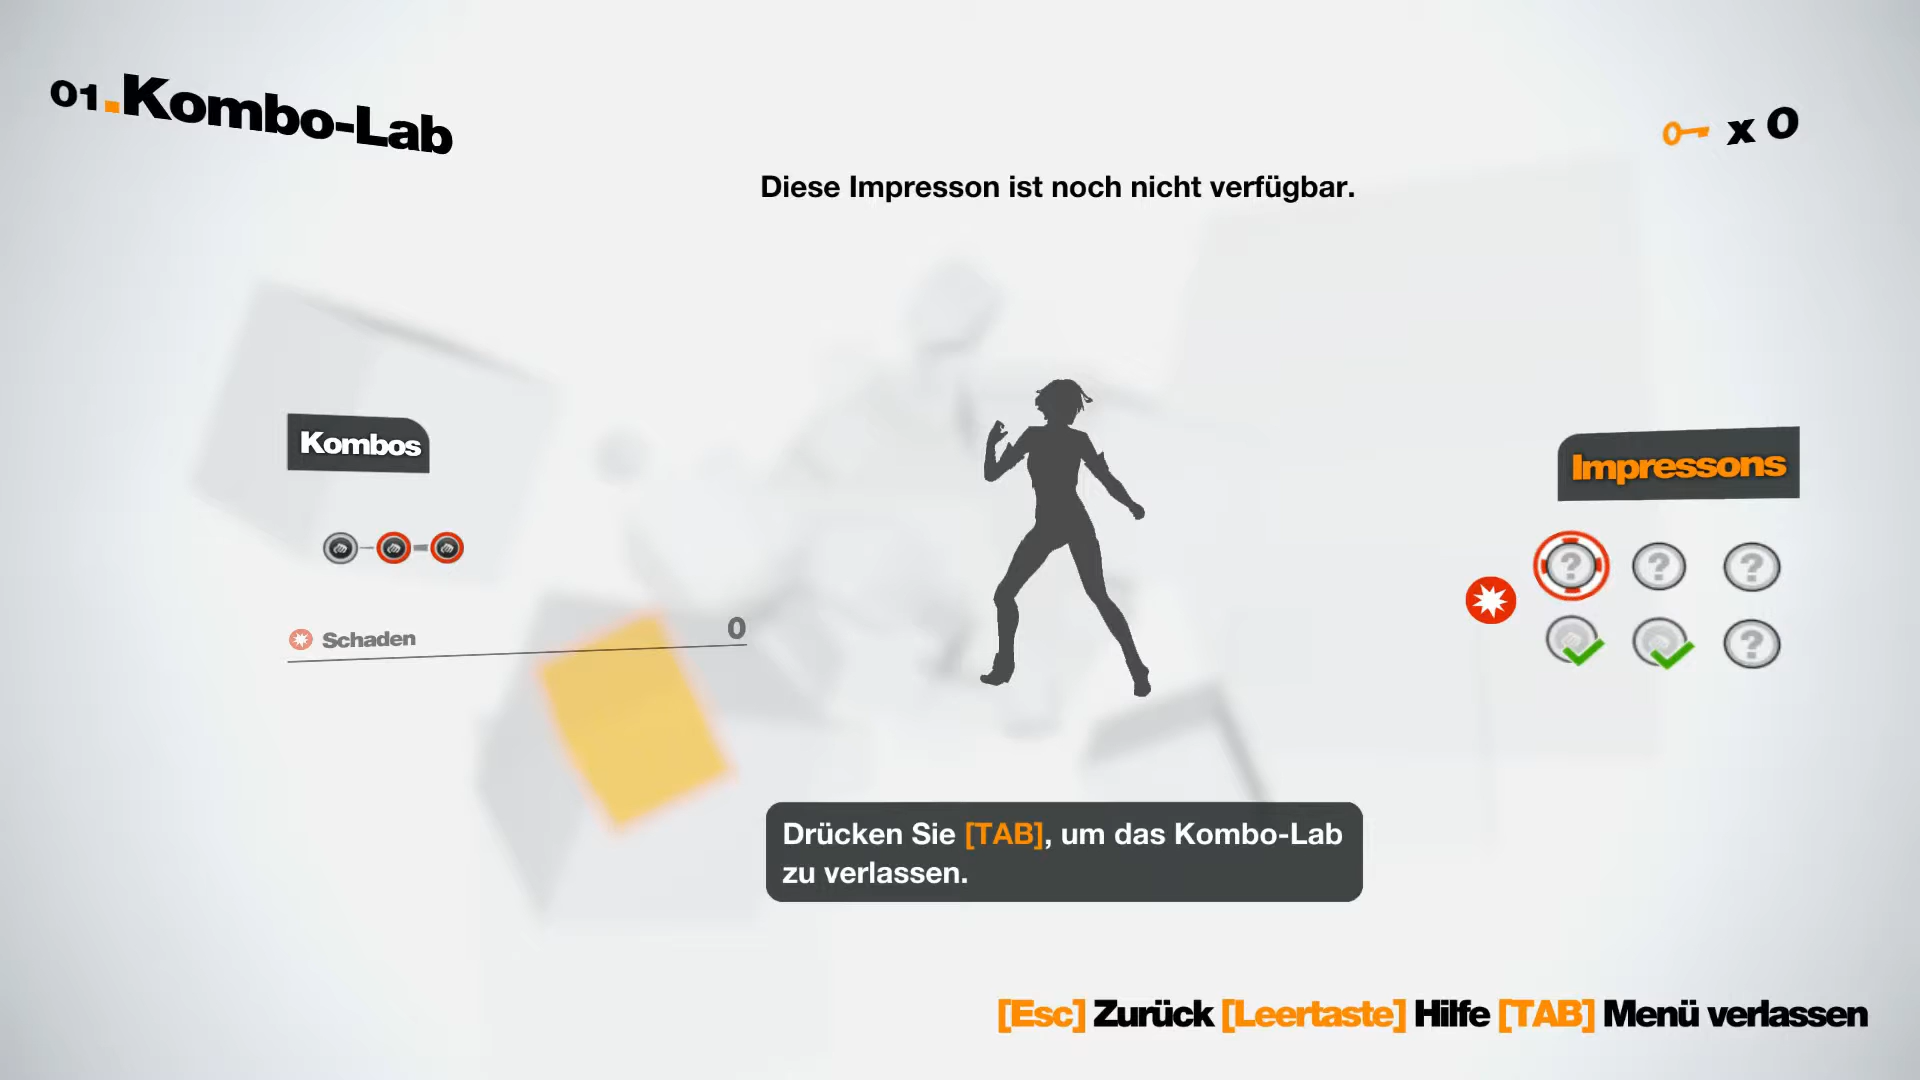 01.Kombo-Lab
x 0
Diese Impresson ist noch nicht verfügbar.
Kombos
Impressons
? ? ?
?
Schaden 0
Drücken Sie [TAB], um das Kombo-Lab
zu verlassen.
[Esc] Zurück [Leertaste] Hilfe [TAB] Menü verlassen